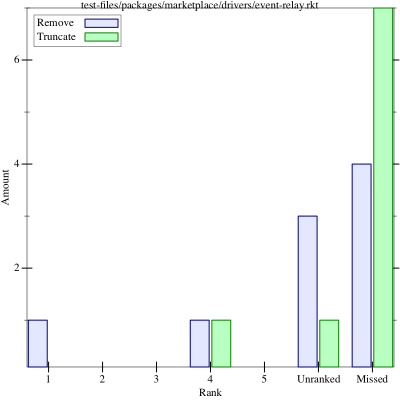 test-files/packages/marketplace/drivers/event-relay.rkt
Remove
Truncate
6
4
2
Amount
1 2 3 4 5 Unranked Missed
Rank